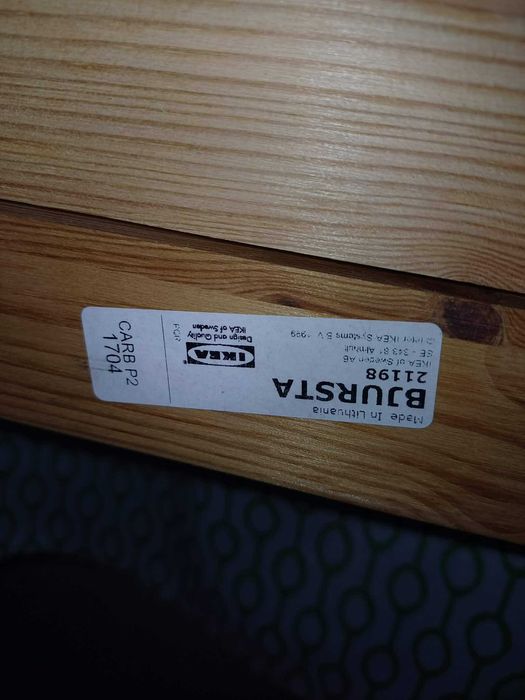 Made In Lithuania
BJURSTA
21198
IKEA of Sweden AB
SE - 343 81 Älmhult
© Inter IKEA Systems B.V. 1999
IKEA
Design and Quality
IKEA of Sweden
CARB P2
1704